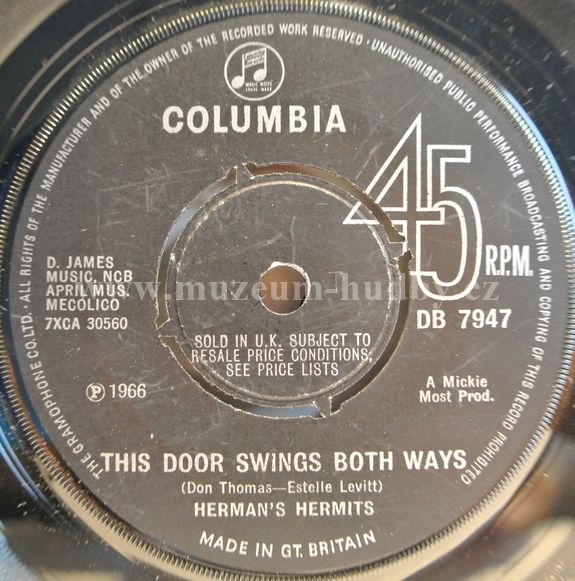 THE GRAMOPHONE CO.LTD. · ALL RIGHTS OF THE MANUFACTURER AND OF THE OWNER OF THE RECORDED WORK RESERVED · UNAUTHORISED PUBLIC PERFORMANCE BROADCASTING AND COPYING OF THIS RECORD PROHIBITED
COLUMBIA
45
R.P.M.
D. JAMES
MUSIC, NCB
APRIL MUS.
MECOLICO
7XCA 30560
www.muzeum-hudby.cz
DB 7947
SOLD IN U.K. SUBJECT TO
RESALE PRICE CONDITIONS,
SEE PRICE LISTS
Ⓟ 1966
A Mickie
Most Prod.
THIS DOOR SWINGS BOTH WAYS
(Don Thomas—Estelle Levitt)
HERMAN'S HERMITS
MADE IN GT. BRITAIN